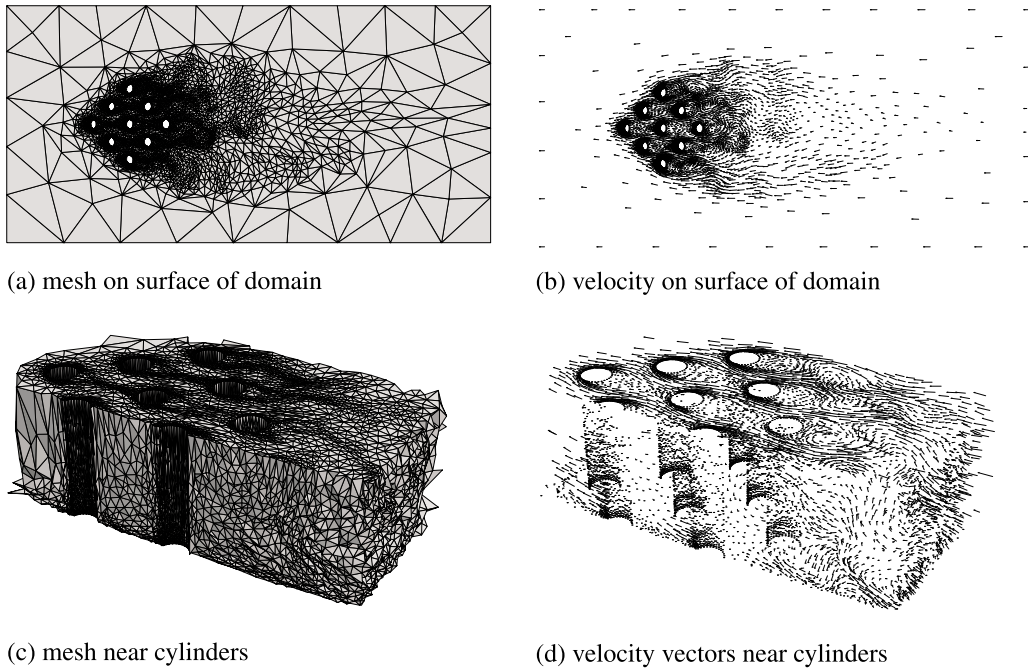 (a) mesh on surface of domain
(b) velocity on surface of domain
(c) mesh near cylinders
(d) velocity vectors near cylinders